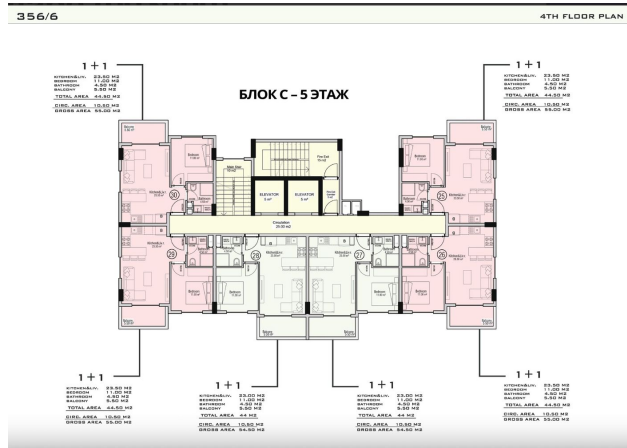 356/6
4TH FLOOR PLAN
БЛОК С – 5 ЭТАЖ
1 + 1
KITCHEN&LIV. 23.50 M2
BEDROOM 11.00 M2
BATHROOM 4.50 M2
BALCONY 5.50 M2
TOTAL AREA 44.50 M2
CIRC. AREA 10.50 M2
GROSS AREA 55.00 M2
1 + 1
KITCHEN&LIV. 23.50 M2
BEDROOM 11.00 M2
BATHROOM 4.50 M2
BALCONY 5.50 M2
TOTAL AREA 44.50 M2
CIRC. AREA 10.50 M2
GROSS AREA 55.00 M2
Fire Exit
ELEVATOR
ELEVATOR
Circulation
30
25
29
28
27
26
1 + 1
KITCHEN&LIV. 23.50 M2
BEDROOM 11.00 M2
BATHROOM 4.50 M2
BALCONY 5.50 M2
TOTAL AREA 44.50 M2
CIRC. AREA 10.50 M2
GROSS AREA 55.00 M2
1 + 1
KITCHEN&LIV. 23.00 M2
BEDROOM 11.00 M2
BATHROOM 4.50 M2
BALCONY 5.50 M2
TOTAL AREA 44 M2
CIRC. AREA 10.50 M2
GROSS AREA 54.50 M2
1 + 1
KITCHEN&LIV. 23.00 M2
BEDROOM 11.00 M2
BATHROOM 4.50 M2
BALCONY 5.50 M2
TOTAL AREA 44 M2
CIRC. AREA 10.50 M2
GROSS AREA 54.50 M2
1 + 1
KITCHEN&LIV. 23.50 M2
BEDROOM 11.00 M2
BATHROOM 4.50 M2
BALCONY 5.50 M2
TOTAL AREA 44.50 M2
CIRC. AREA 10.50 M2
GROSS AREA 55.00 M2